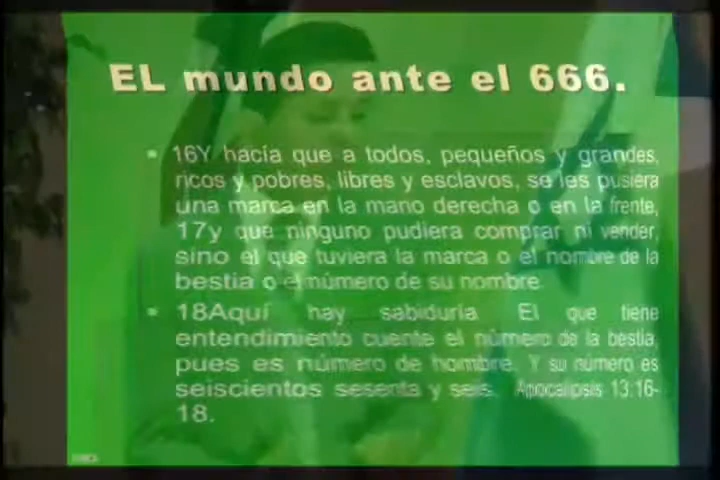 EL mundo ante el 666.
16Y hacía que a todos, pequeños y grandes,
ricos y pobres, libres y esclavos, se les pusiera
una marca en la mano derecha o en la frente,
17y que ninguno pudiera comprar ni vender,
sino el que tuviera la marca o el nombre de la
bestia o el número de su nombre.
18Aquí hay sabiduría. El que tiene
entendimiento cuente el número de la bestia,
pues es número de hombre. Y su número es
seiscientos sesenta y seis. Apocalipsis 13:16-
18.